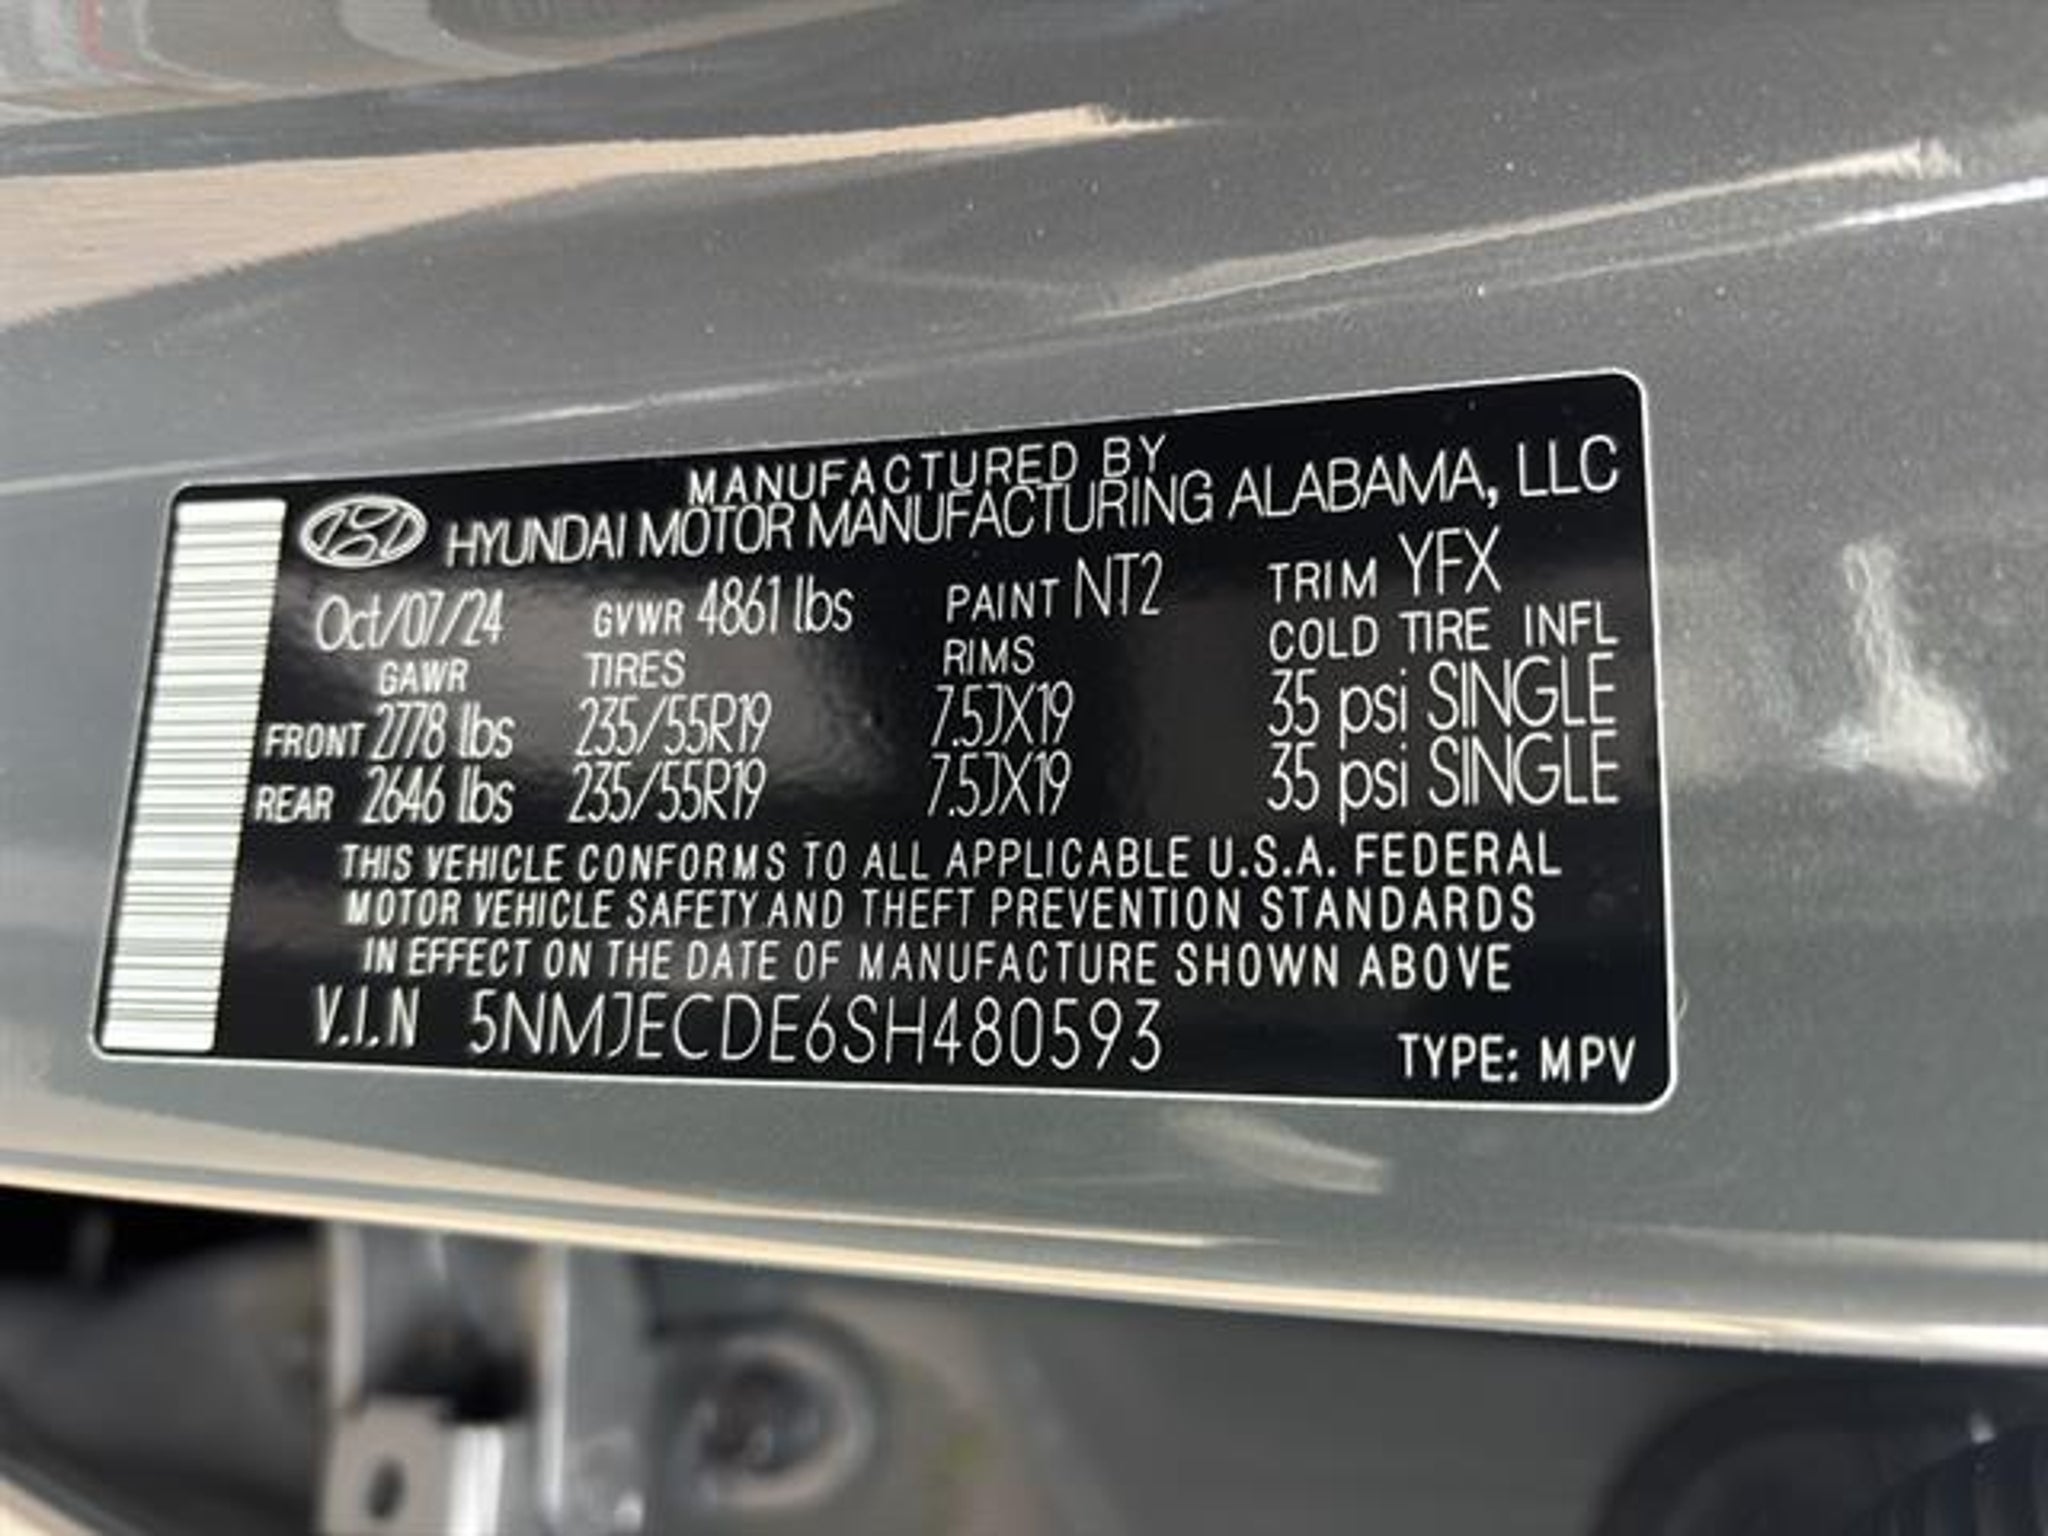 MANUFACTURED BY
HYUNDAI MOTOR MANUFACTURING ALABAMA, LLC
Oct/07/24 GVWR 4861 lbs PAINT NT2 TRIM YFX
GAWR TIRES RIMS COLD TIRE INFL
FRONT 2778 lbs 235/55R19 7.5JX19 35 psi SINGLE
REAR 2646 lbs 235/55R19 7.5JX19 35 psi SINGLE
THIS VEHICLE CONFORMS TO ALL APPLICABLE U.S.A. FEDERAL
MOTOR VEHICLE SAFETY AND THEFT PREVENTION STANDARDS
IN EFFECT ON THE DATE OF MANUFACTURE SHOWN ABOVE
V.I.N 5NMJECDE6SH480593
TYPE: MPV